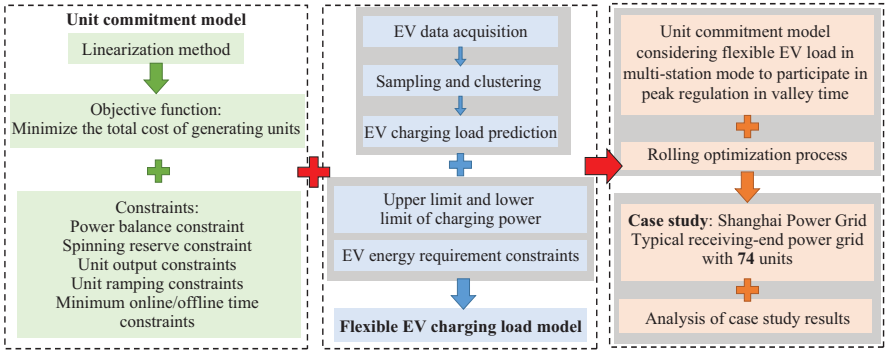 Unit commitment model
Linearization method
Objective function:
Minimize the total cost of generating units
Constraints:
Power balance constraint
Spinning reserve constraint
Unit output constraints
Unit ramping constraints
Minimum online/offline time
constraints
EV data acquisition
Sampling and clustering
EV charging load prediction
Upper limit and lower
limit of charging power
EV energy requirement constraints
Flexible EV charging load model
Unit commitment model
considering flexible EV load in
multi-station mode to participate in
peak regulation in valley time
Rolling optimization process
Case study: Shanghai Power Grid
Typical receiving-end power grid
with 74 units
Analysis of case study results